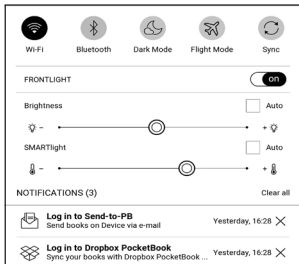 Wi-Fi Bluetooth Dark Mode Flight Mode Sync
FRONTLIGHT on
Brightness Auto
- +
SMARTlight Auto
- +
NOTIFICATIONS (3) Clear all
Log in to Send-to-PB
Send books on Device via e-mail
Yesterday, 16:28
Log in to Dropbox PocketBook
Sync your books with Dropbox PocketBook ...
Yesterday, 16:28